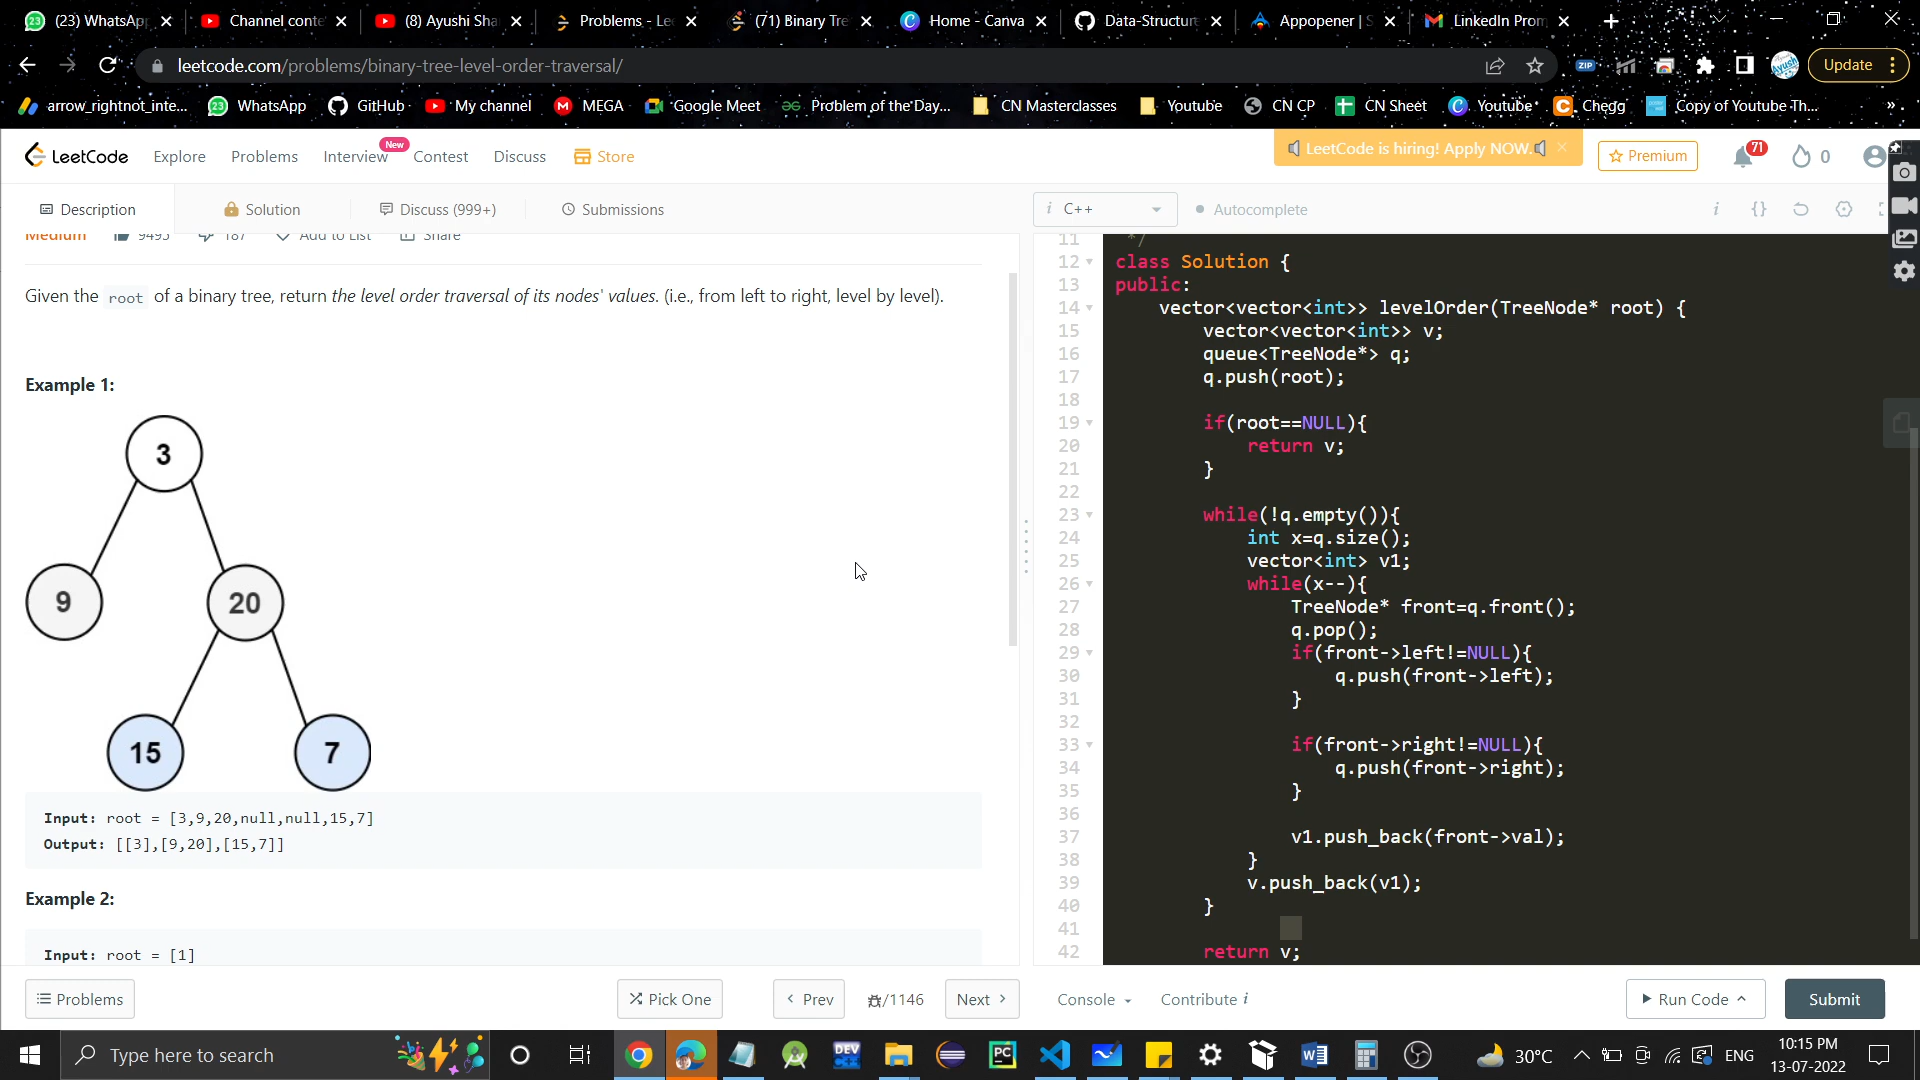 (23) WhatsAp
Channel conte
(8) Ayushi Sha
Problems - Le
(71) Binary Tre
Home - Canva
Data-Structur
Appopener | S
LinkedIn Prom
leetcode.com/problems/binary-tree-level-order-traversal/
ZIP
Ayush
Update
arrow_rightnot_inte...
WhatsApp
GitHub
My channel
MEGA
Google Meet
Problem of the Day...
CN Masterclasses
Youtube
CN CP
CN Sheet
Youtube
Chegg
Copy of Youtube Th...
LeetCode
Explore
Problems
Interview
New
Contest
Discuss
Store
LeetCode is hiring! Apply NOW.
Premium
71
0
Description
Solution
Discuss (999+)
Submissions
i C++
Autocomplete
Medium 9495 187 Add to List Share
Given the root of a binary tree, return the level order traversal of its nodes' values. (i.e., from left to right, level by level).
Example 1:
3
9 20
15 7
Input: root = [3,9,20,null,null,15,7]
Output: [[3],[9,20],[15,7]]
Example 2:
Input: root = [1]
11 */
12 class Solution {
13 public:
14 vector<vector<int>> levelOrder(TreeNode* root) {
15 vector<vector<int>> v;
16 queue<TreeNode*> q;
17 q.push(root);
18
19 if(root==NULL){
20 return v;
21 }
22
23 while(!q.empty()){
24 int x=q.size();
25 vector<int> v1;
26 while(x--){
27 TreeNode* front=q.front();
28 q.pop();
29 if(front->left!=NULL){
30 q.push(front->left);
31 }
32
33 if(front->right!=NULL){
34 q.push(front->right);
35 }
36
37 v1.push_back(front->val);
38 }
39 v.push_back(v1);
40 }
41
42 return v;
Problems
Pick One
Prev
/1146
Next
Console
Contribute i
Run Code
Submit
Type here to search
DEV
PC
30°C
ENG
10:15 PM
13-07-2022